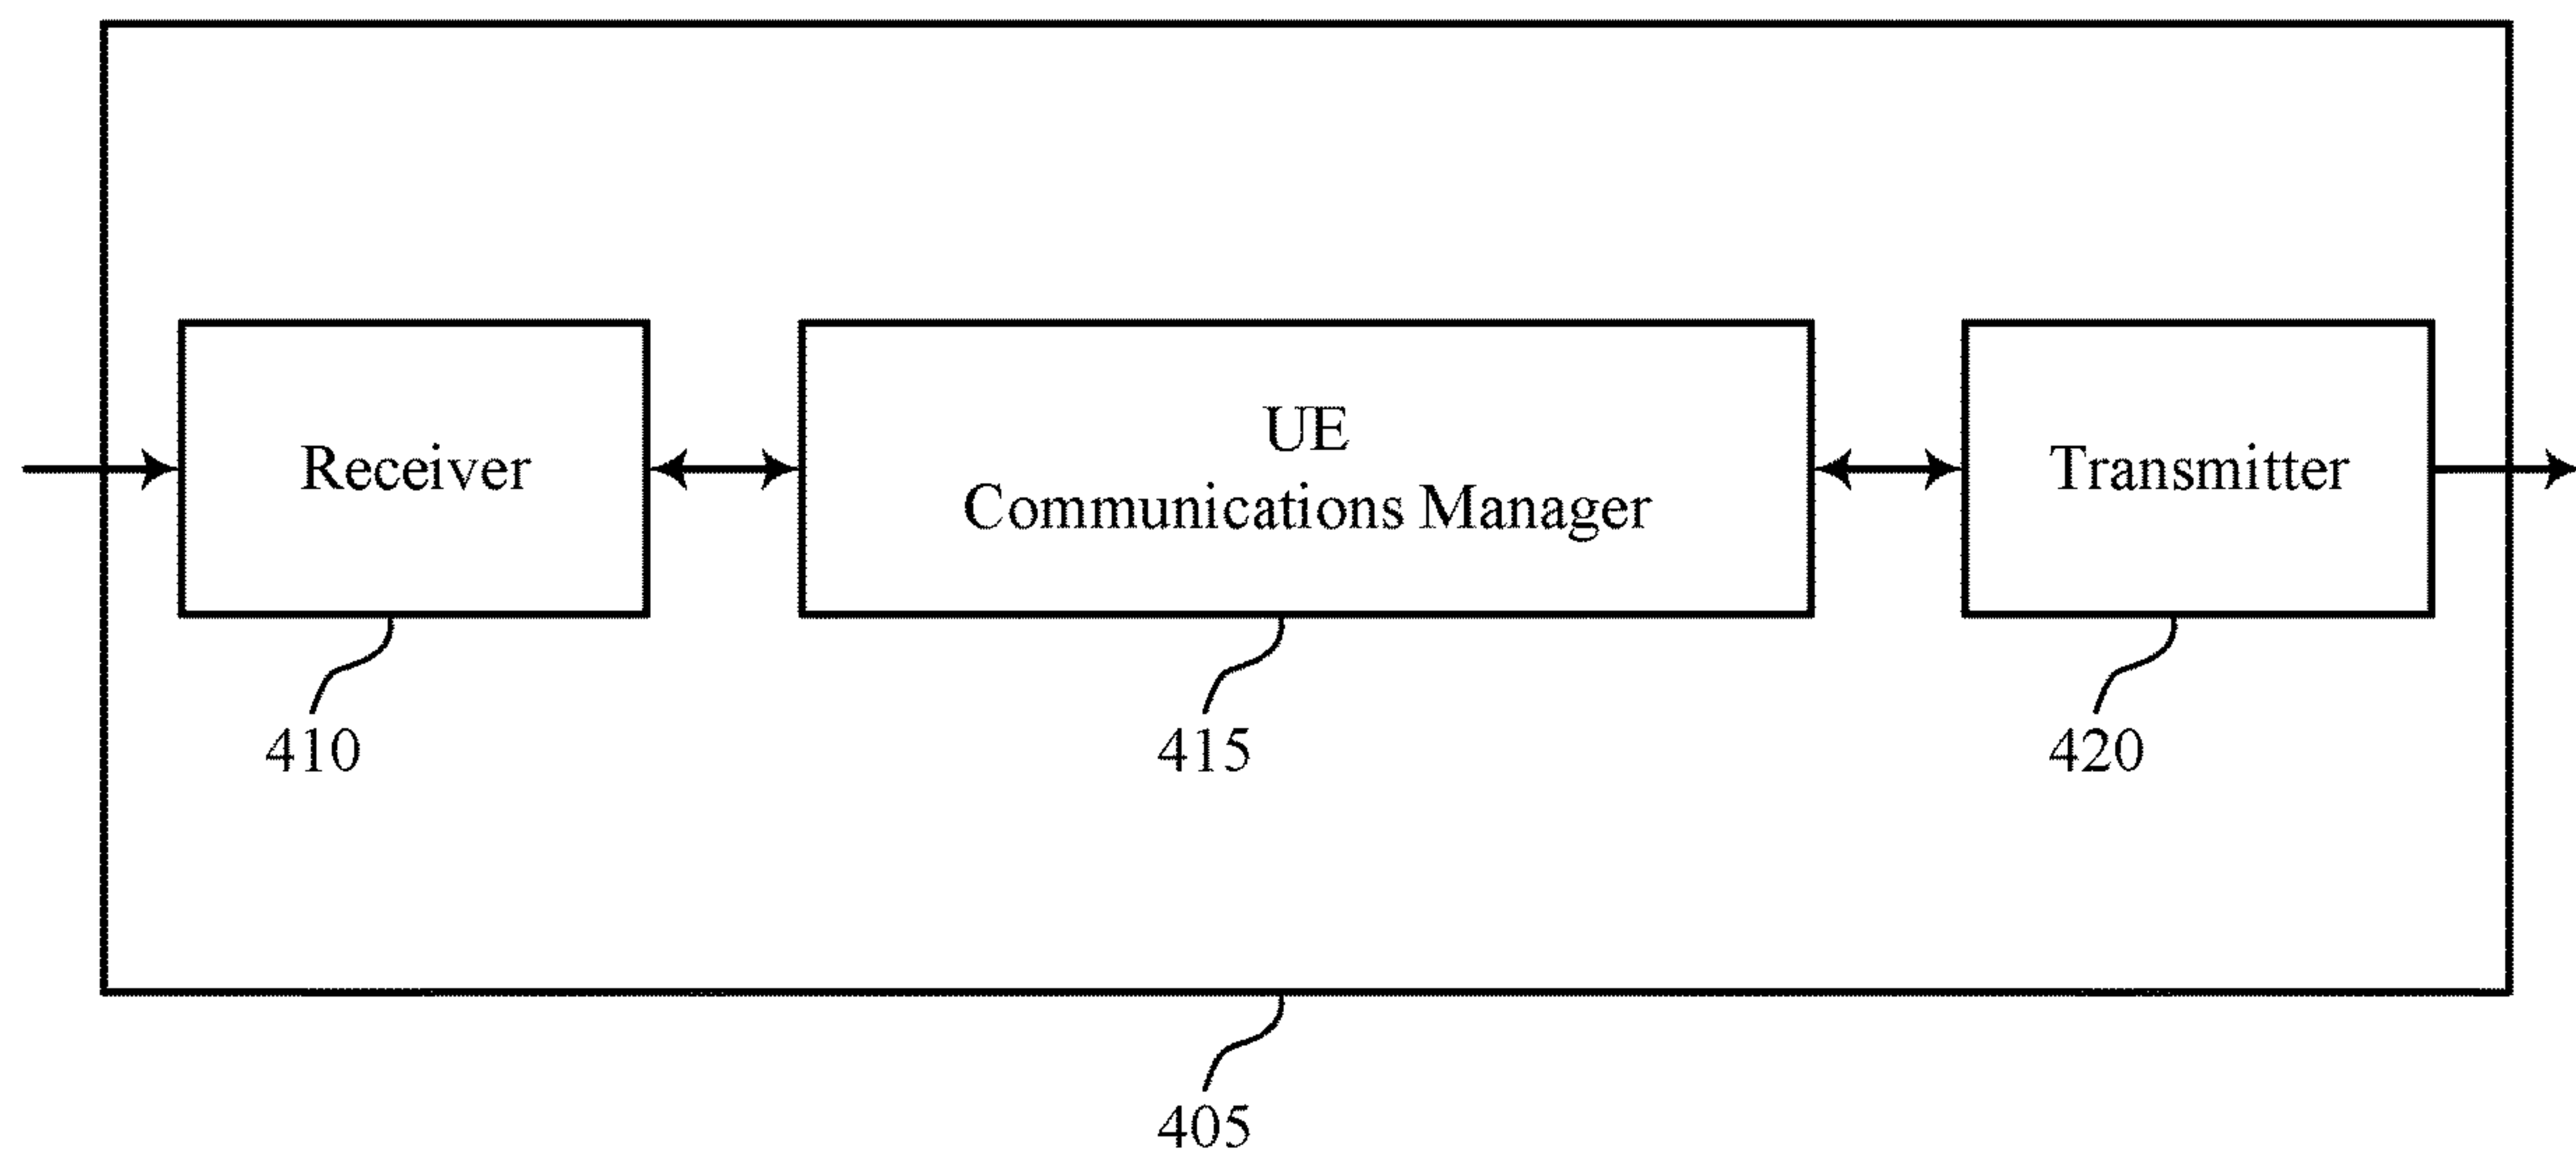 Receiver
UE
Communications Manager
Transmitter
410
415
420
405